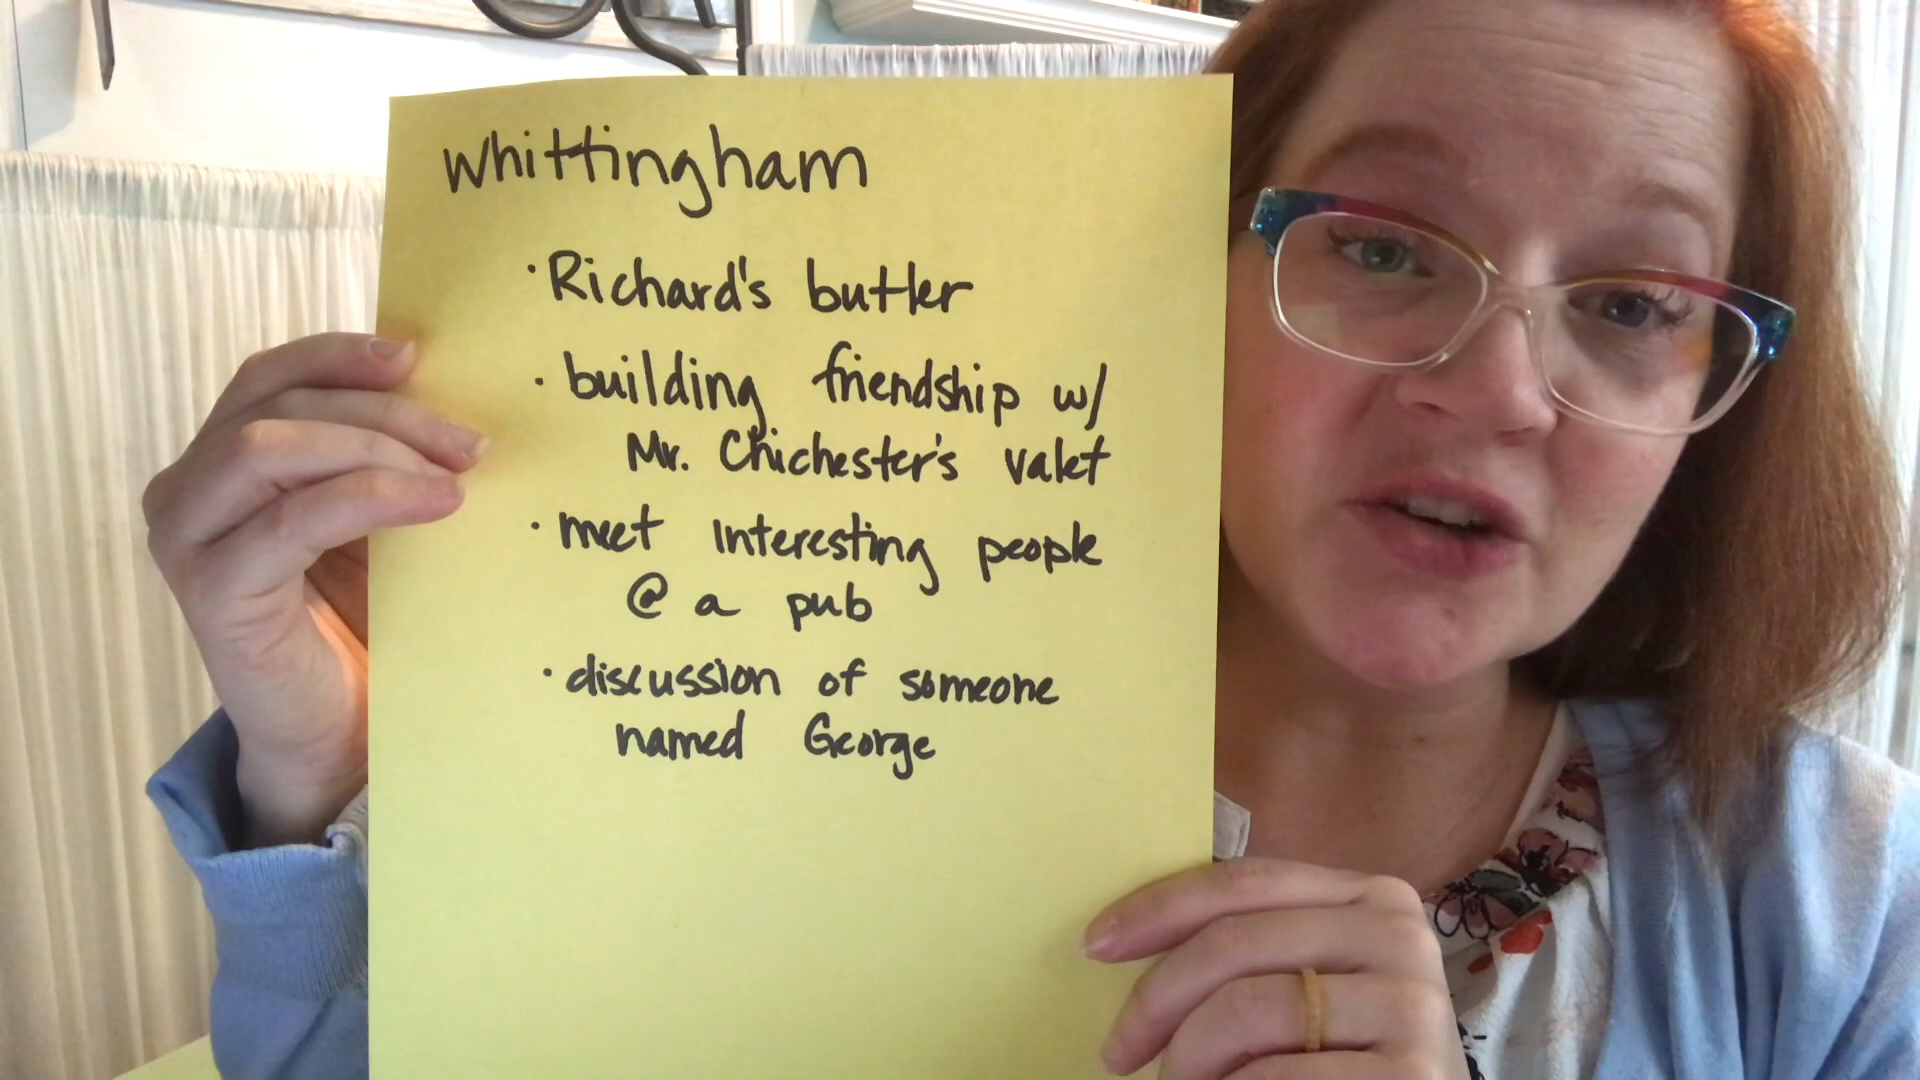 Whittingham
· Richard's butler
· building friendship w/
Mr. Chichester's valet
· meet interesting people
@ a pub
· discussion of someone
named George